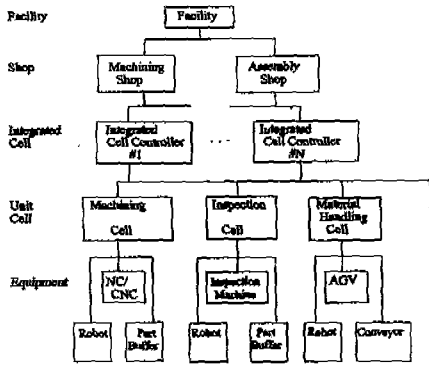 Facility
Facility
Shop
Machining
Shop
Assembly
Shop
Integrated
Cell
Integrated
Cell Controller
#1
...
Integrated
Cell Controller
#N
Unit
Cell
Machining
Cell
Inspection
Cell
Material
Handling
Cell
Equipment
NC/
CNC
Inspection
Machine
AGV
Robot
Part
Buffer
Robot
Part
Buffer
Robot
Conveyor